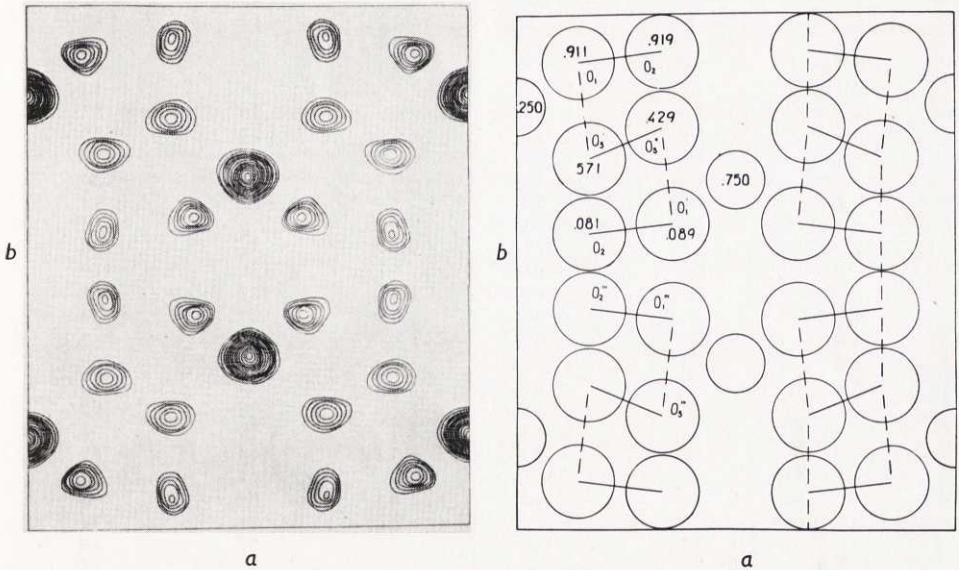 b
a
b
a
.911
.919
O₁
O₂
.250
.429
O₃'
O₃"
571
.750
.081
O₁'
O₂
.089
O₂'''
O₁'''
O₃'''